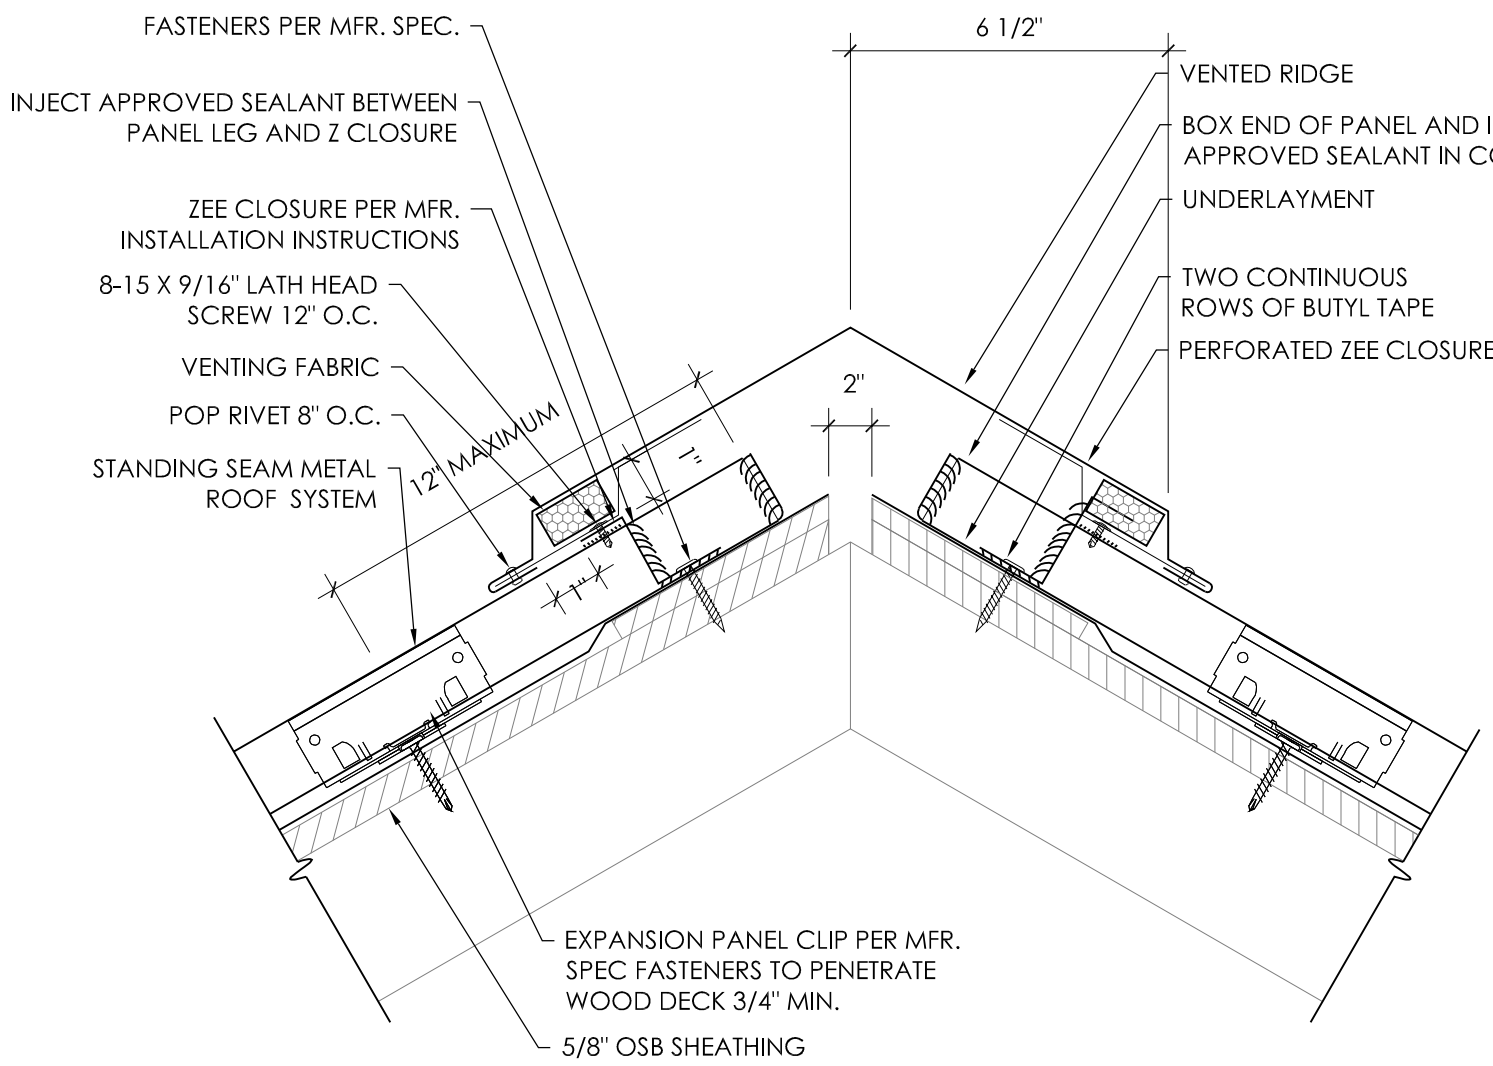 FASTENERS PER MFR. SPEC.
INJECT APPROVED SEALANT BETWEEN
PANEL LEG AND Z CLOSURE
ZEE CLOSURE PER MFR.
INSTALLATION INSTRUCTIONS
8-15 X 9/16" LATH HEAD
SCREW 12" O.C.
VENTING FABRIC
POP RIVET 8" O.C.
STANDING SEAM METAL
ROOF SYSTEM
12" MAXIMUM
1"
1"
2"
6 1/2"
VENTED RIDGE
BOX END OF PANEL AND
APPROVED SEALANT IN
UNDERLAYMENT
TWO CONTINUOUS
ROWS OF BUTYL TAPE
PERFORATED ZEE CLOSURE
EXPANSION PANEL CLIP PER MFR.
SPEC FASTENERS TO PENETRATE
WOOD DECK 3/4" MIN.
5/8" OSB SHEATHING